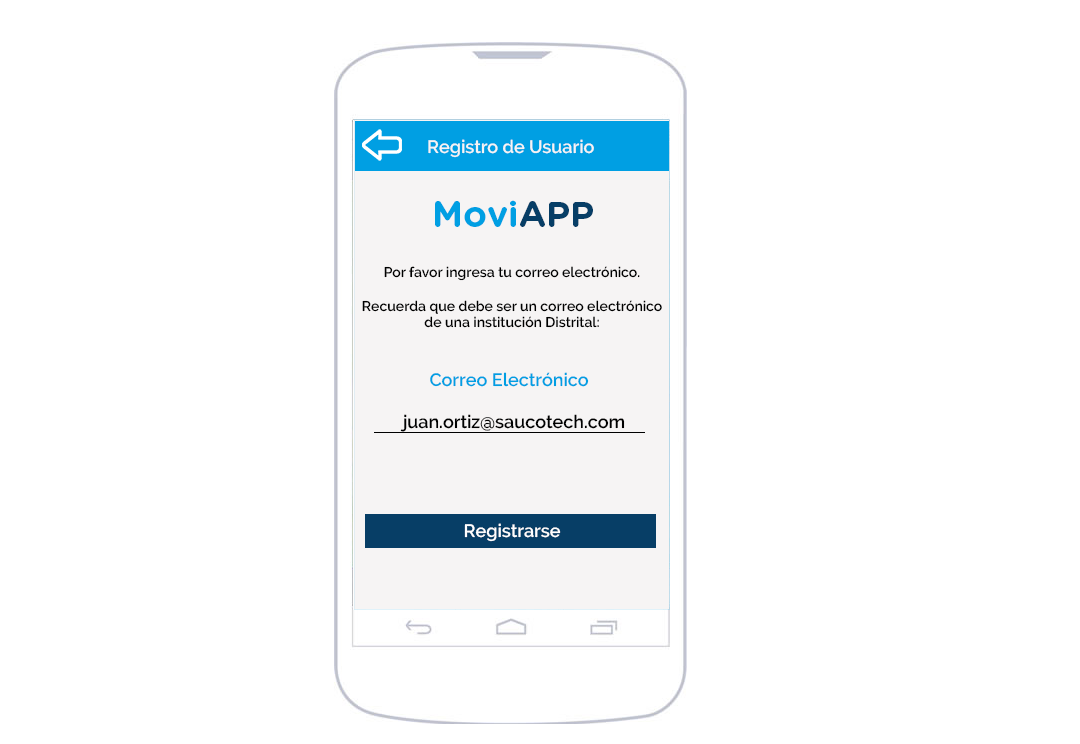 Registro de Usuario
MoviAPP
Por favor ingresa tu correo electrónico.
Recuerda que debe ser un correo electrónico
de una institución Distrital:
Correo Electrónico
juan.ortiz@saucotech.com
Registrarse